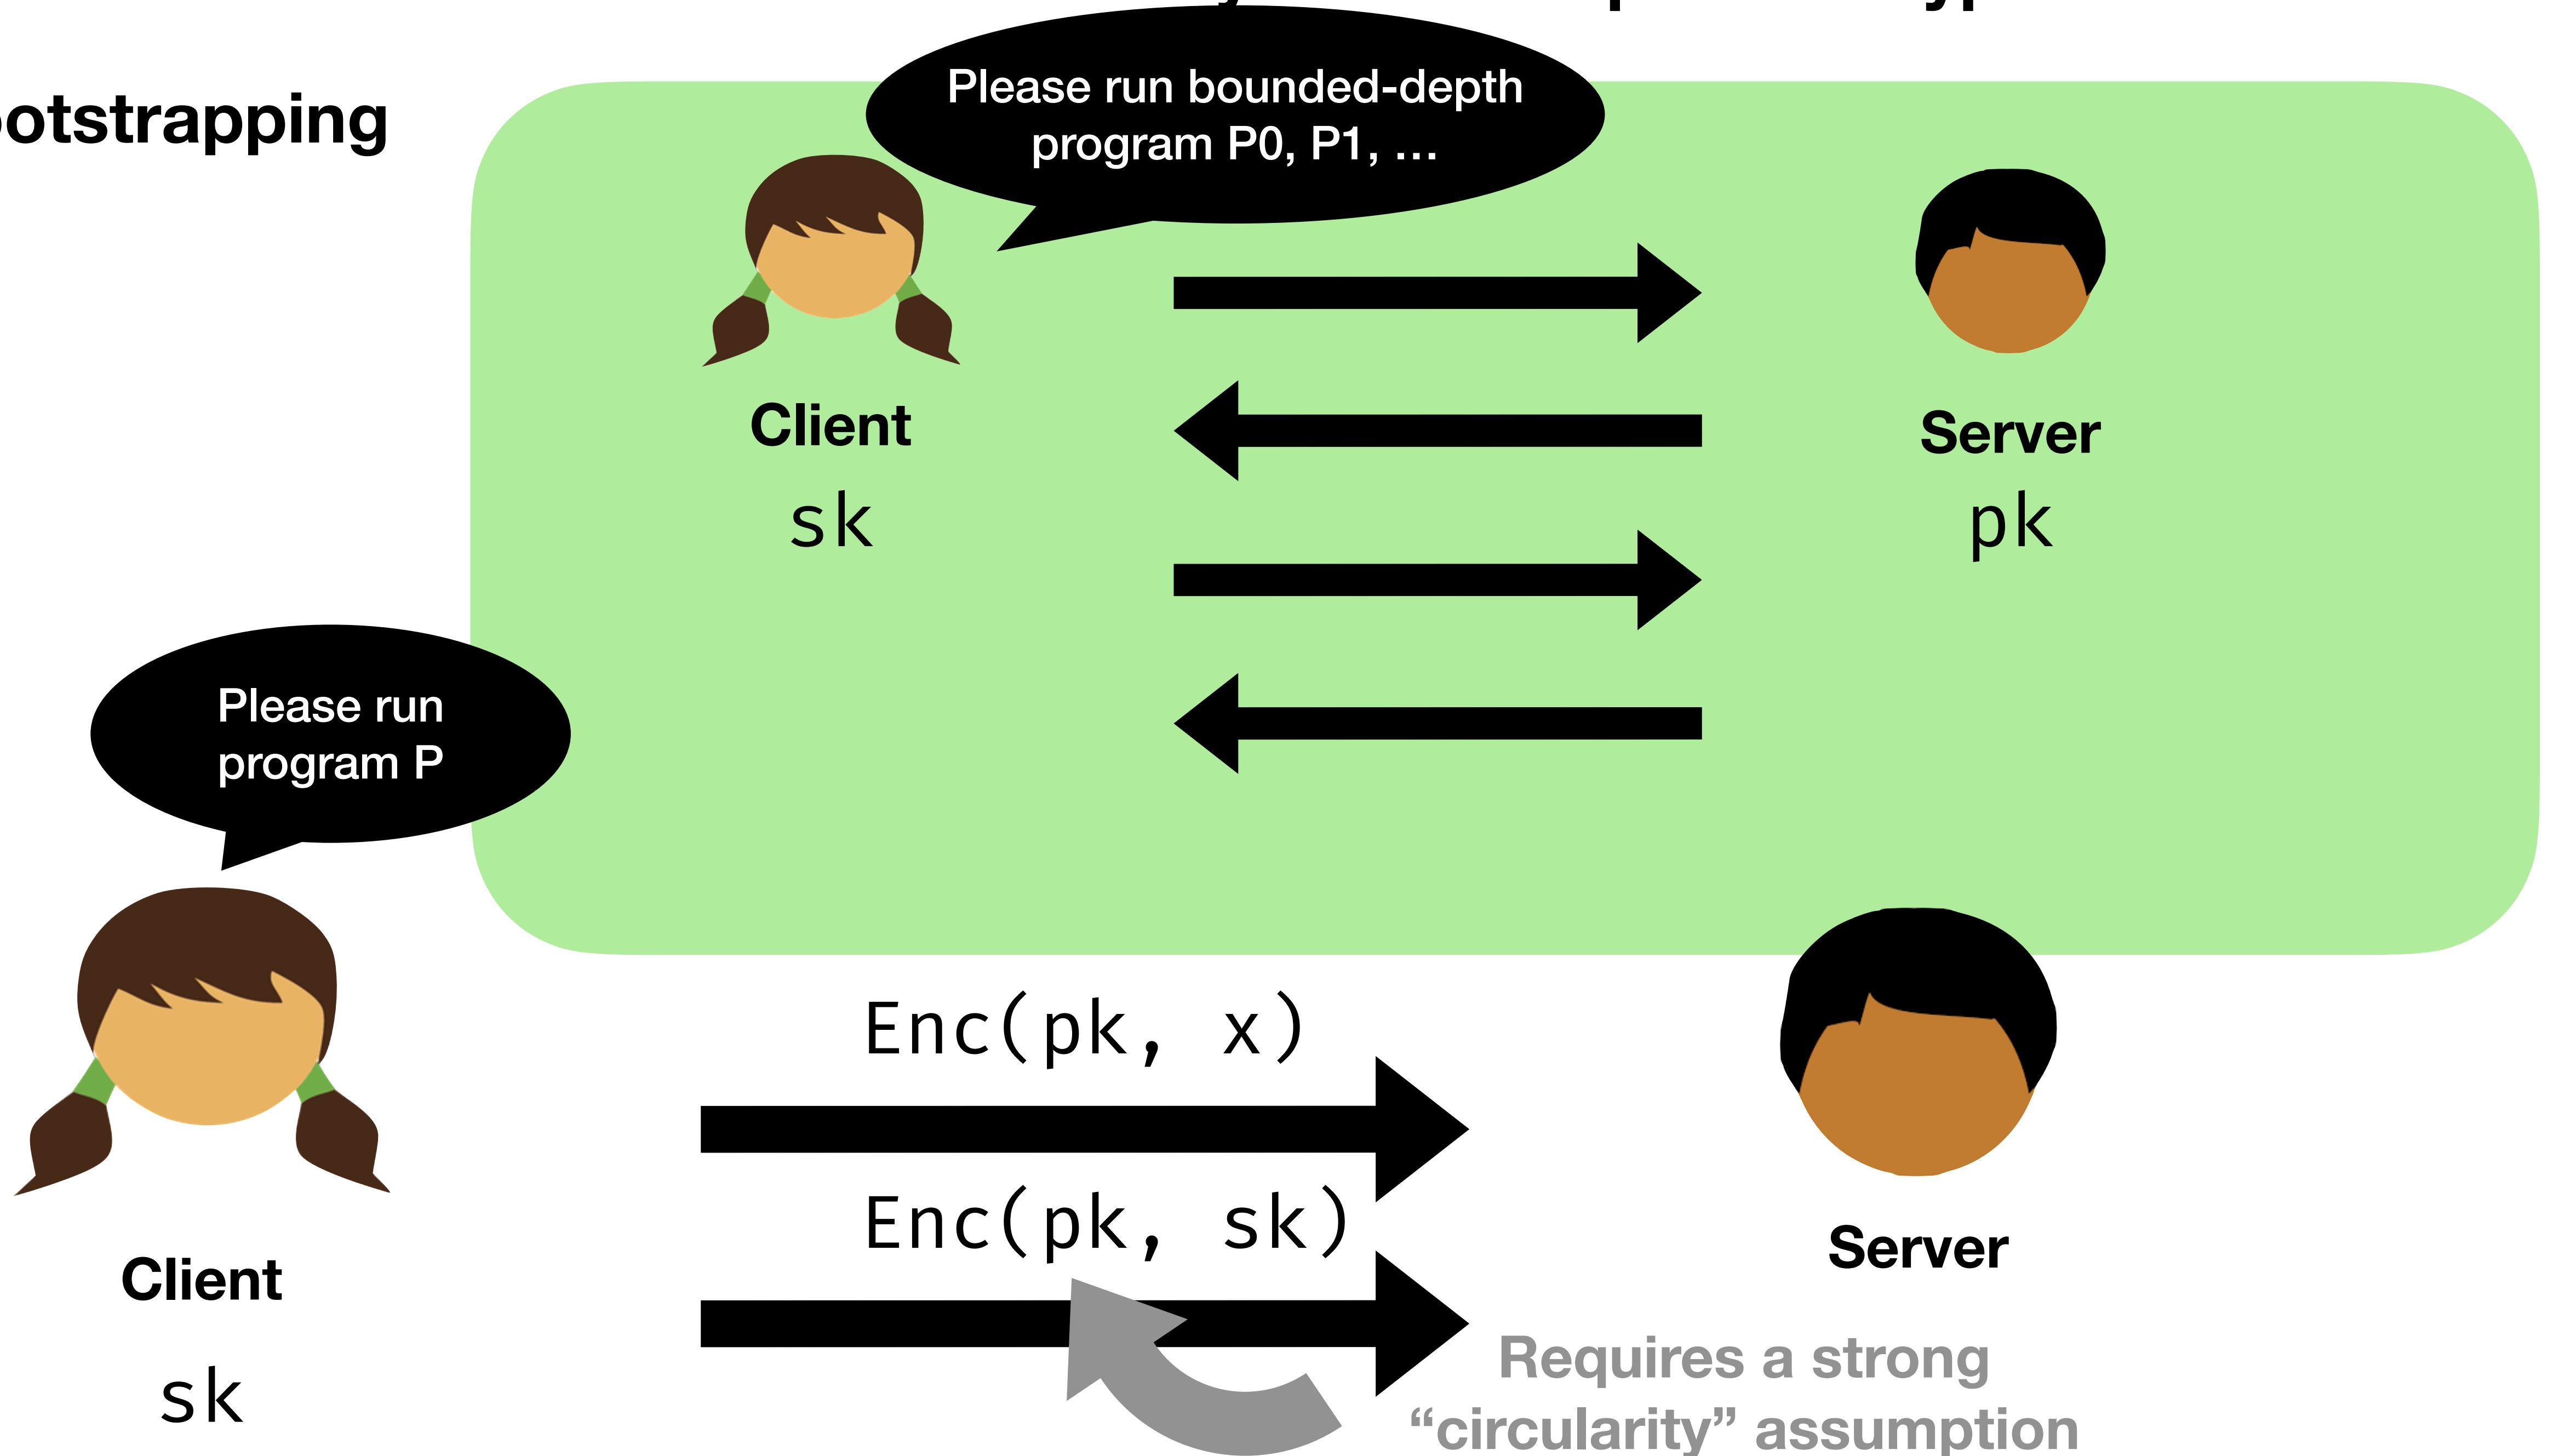 otstrapping
Please run bounded-depth
program P0, P1, ...
Client
sk
Server
pk
Please run
program P
Enc(pk, x)
Enc(pk, sk)
Client
sk
Server
Requires a strong
“circularity” assumption